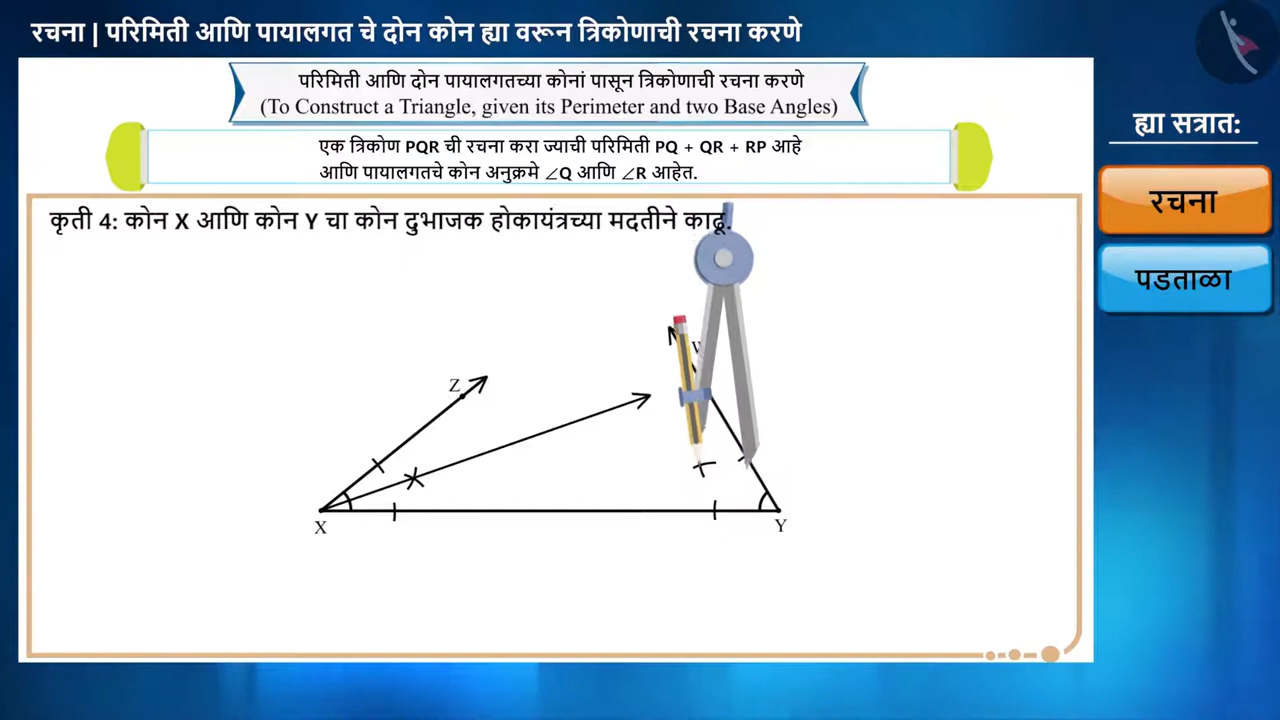 रचना | परिमिती आणि पायालगत चे दोन कोन ह्या वरून त्रिकोणाची रचना करणे
परिमिती आणि दोन पायालगतच्या कोनां पासून त्रिकोणाची रचना करणे
(To Construct a Triangle, given its Perimeter and two Base Angles)
एक त्रिकोण PQR ची रचना करा ज्याची परिमिती PQ + QR + RP आहे
आणि पायालगतचे कोन अनुक्रमे ∠Q आणि ∠R आहेत.
ह्या सत्रात:
रचना
पडताळा
कृती 4: कोन X आणि कोन Y चा कोन दुभाजक होकायंत्रच्या मदतीने काढू.
Z
X
Y